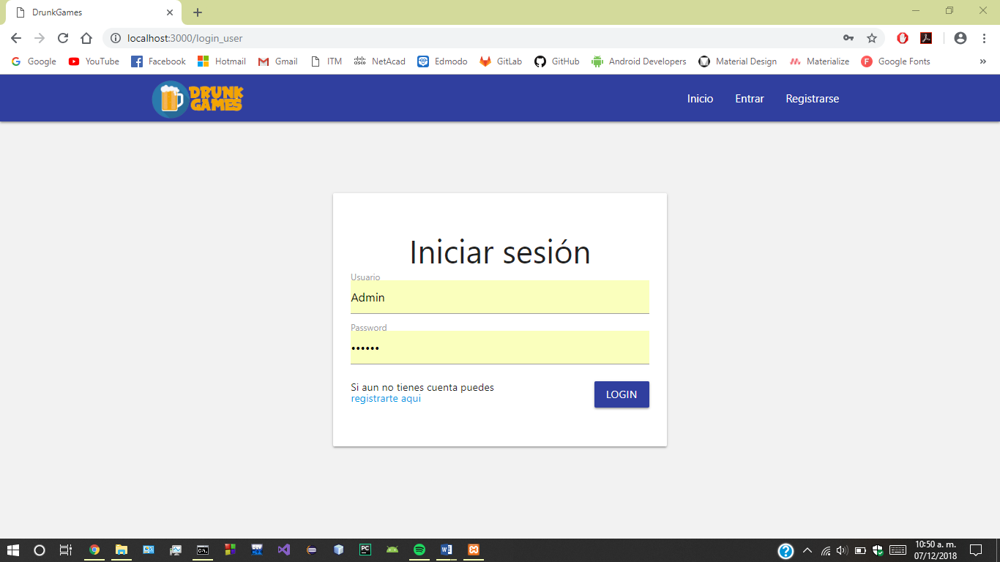 DrunkGames
localhost:3000/login_user
Google YouTube Facebook Hotmail Gmail ITM NetAcad Edmodo GitLab GitHub Android Developers Material Design Materialize Google Fonts »
DRUNK
GAMES
Inicio Entrar Registrarse
Iniciar sesión
Usuario
Admin
Password
••••••
Si aun no tienes cuenta puedes
registrarte aqui
LOGIN
10:50 a. m.
07/12/2018